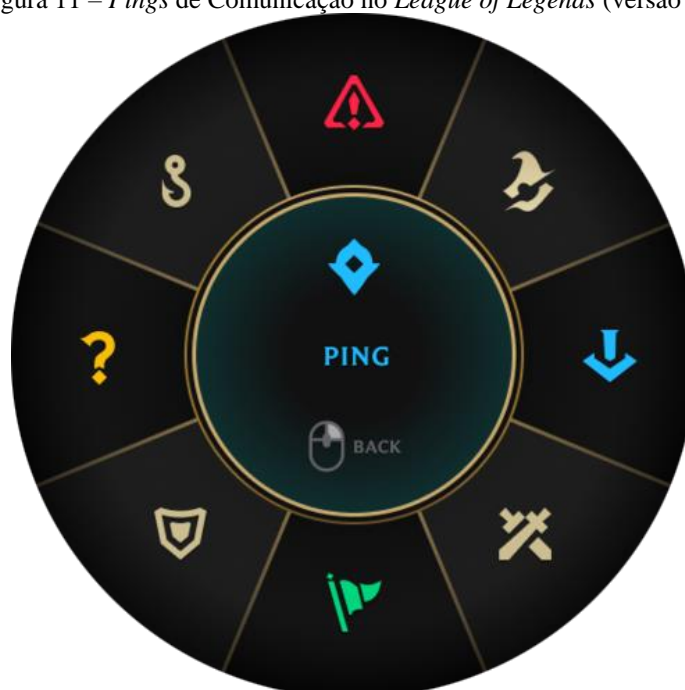 gura 11 – Pings de Comunicação no League of Legends (versão
PING
BACK